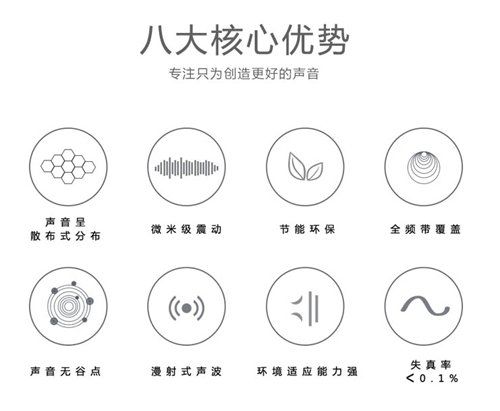 八大核心优势
专注只为创造更好的声音
声音呈
散布式分布
微米级震动
节能环保
全频带覆盖
声音无谷点
漫射式声波
环境适应能力强
失真率
<0.1%